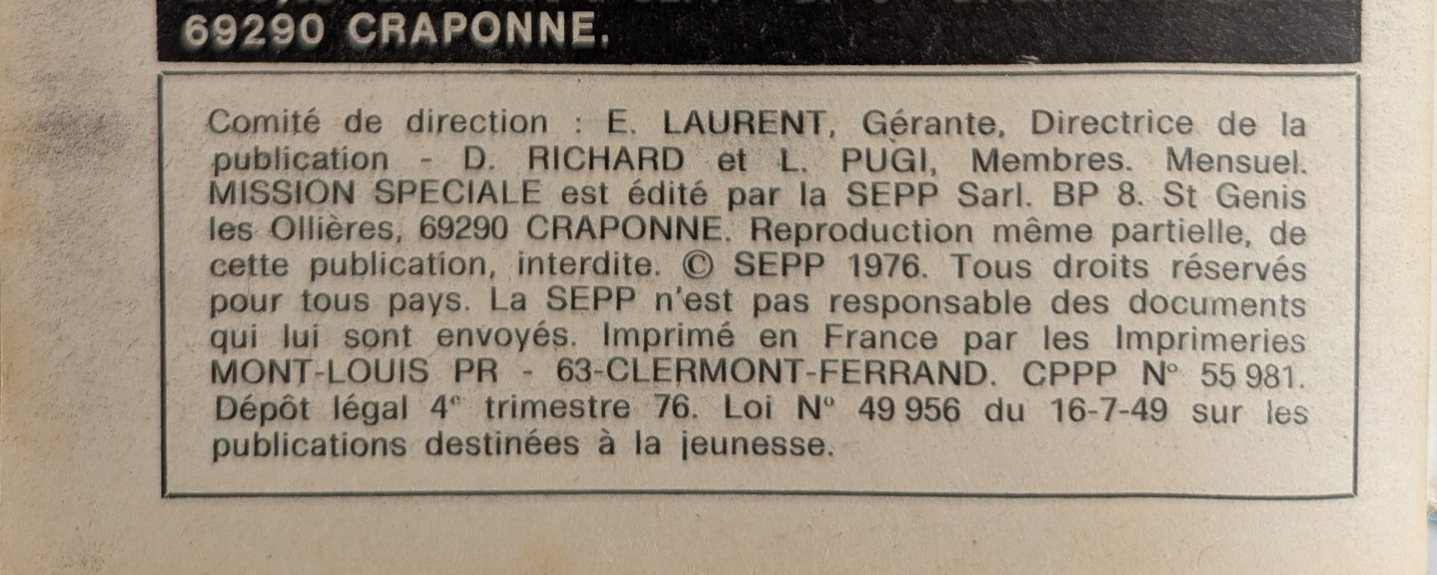 69290 CRAPONNE.
Comité de direction : E. LAURENT, Gérante, Directrice de la
publication - D. RICHARD et L. PUGI, Membres. Mensuel.
MISSION SPECIALE est édité par la SEPP Sarl. BP 8. St Genis
les Ollières, 69290 CRAPONNE. Reproduction même partielle, de
cette publication, interdite. © SEPP 1976. Tous droits réservés
pour tous pays. La SEPP n'est pas responsable des documents
qui lui sont envoyés. Imprimé en France par les Imprimeries
MONT-LOUIS PR - 63-CLERMONT-FERRAND. CPPP N° 55 981.
Dépôt légal 4e trimestre 76. Loi N° 49 956 du 16-7-49 sur les
publications destinées à la jeunesse.